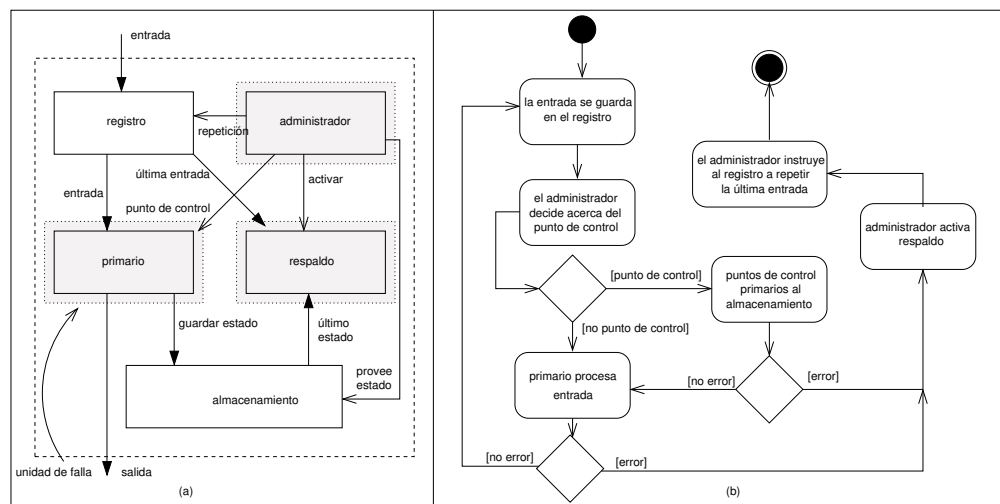 entrada
registro
administrador
repetición
entrada
última entrada
activar
punto de control
primario
respaldo
guardar estado
último
estado
provee
estado
almacenamiento
unidad de falla
salida
(a)
la entrada se guarda
en el registro
el administrador
decide acerca del
punto de control
el administrador instruye
al registro a repetir
la última entrada
administrador activa
respaldo
[punto de control]
puntos de control
primarios al
almacenamiento
[no punto de control]
primario procesa
entrada
[no error]
[error]
[no error]
[error]
(b)